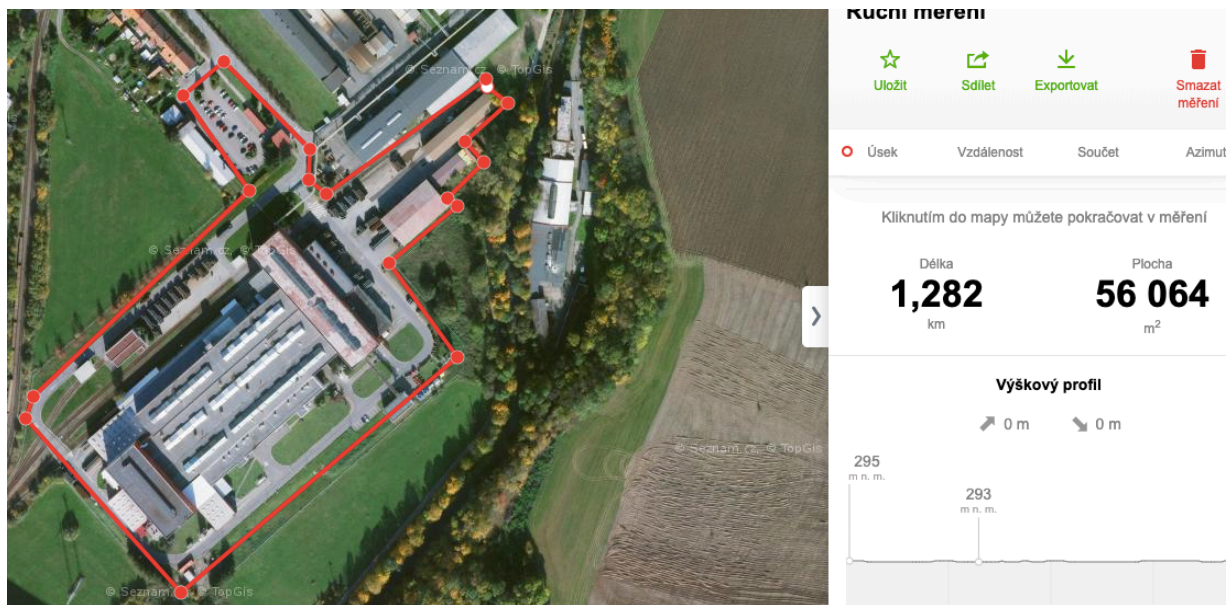 Ruční měření
Uložit
Sdílet
Exportovat
Smazat
měření
Úsek Vzdálenost Součet Azimut
Kliknutím do mapy můžete pokračovat v měření
Délka
1,282
km
Plocha
56 064
m²
Výškový profil
0 m 0 m
295
m n. m.
293
m n. m.
© Seznam.cz, © TopGis
© Seznam.cz, © TopGis
© Seznam.cz, © TopGis
© Seznam.cz, © TopGis